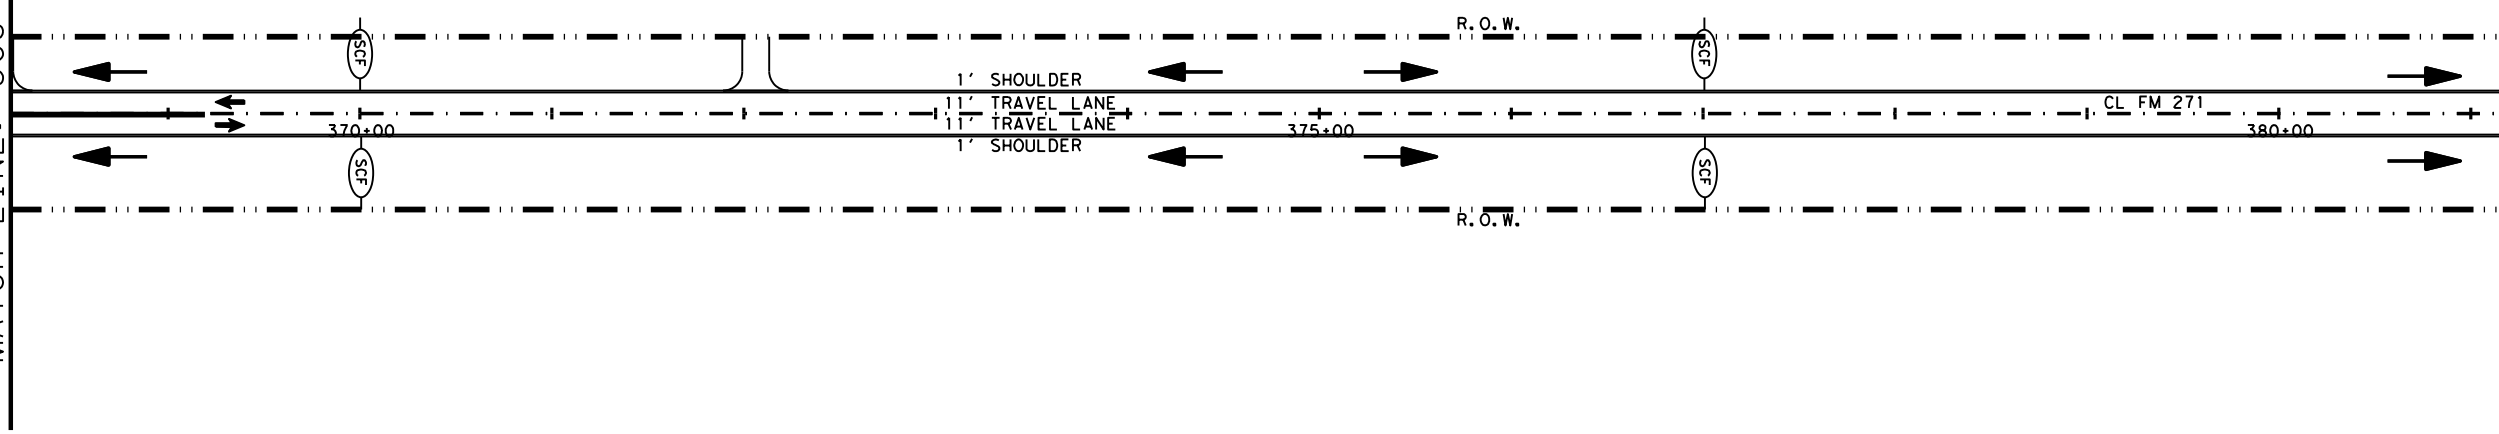 R.O.W.
SCF
SCF
1' SHOULDER
11' TRAVEL LANE
CL FM 271
11' TRAVEL LANE
370+00
375+00
380+00
1' SHOULDER
SCF
SCF
R.O.W.